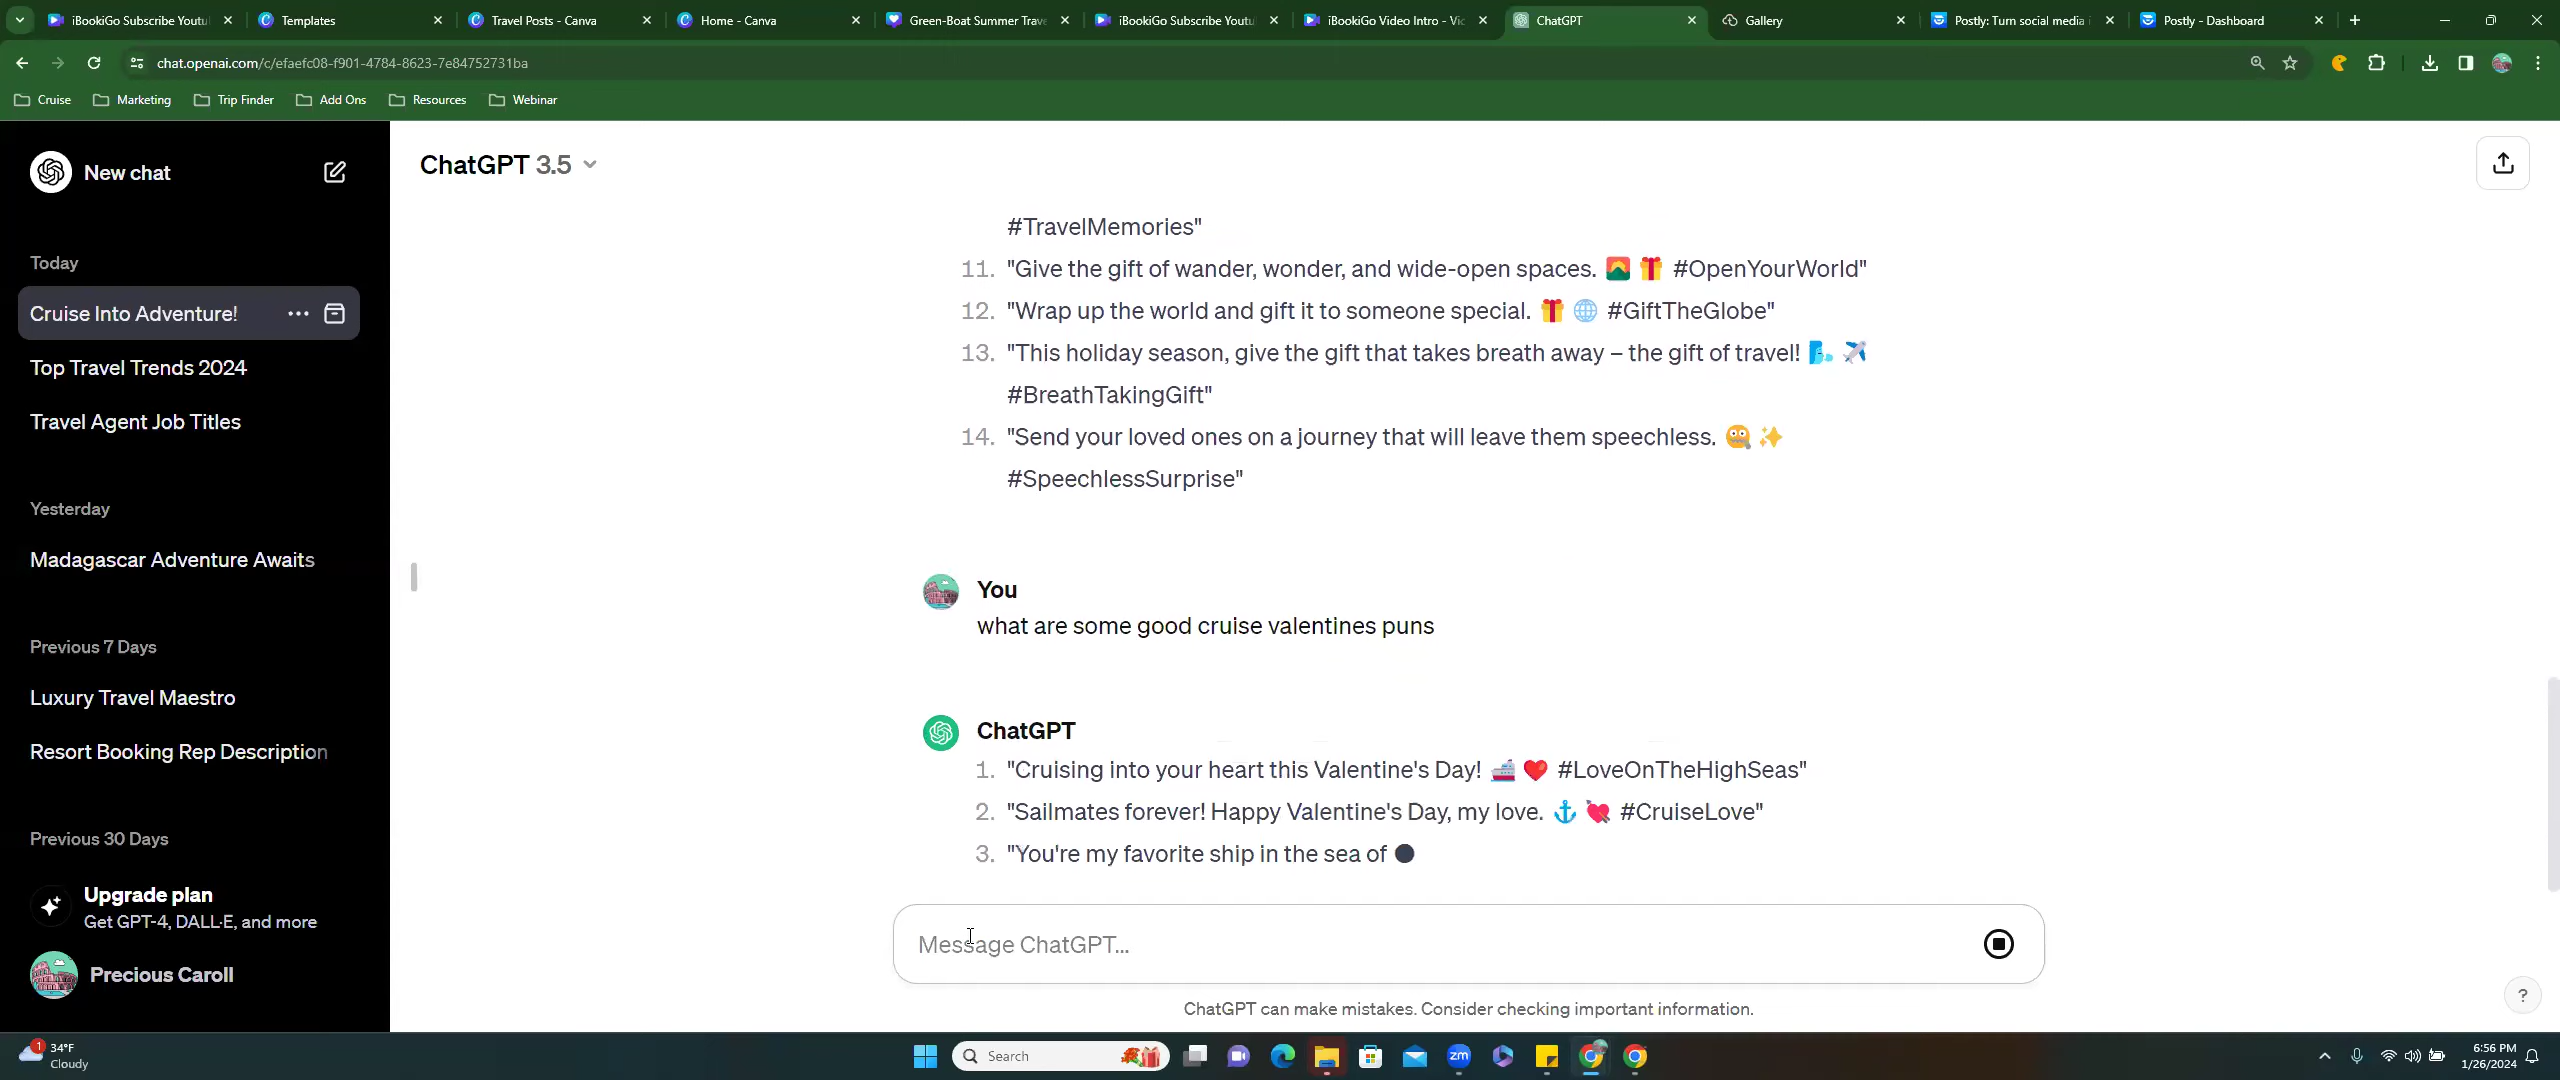 iBookiGo Subscribe Youtu
Templates
Travel Posts - Canva
Home - Canva
Green-Boat Summer Trave
iBookiGo Subscribe Youtu
iBookiGo Video Intro - Vic
ChatGPT
Gallery
Postly: Turn social media
Postly - Dashboard
chat.openai.com/c/efaefc08-f901-4784-8623-7e84752731ba
Cruise
Marketing
Trip Finder
Add Ons
Resources
Webinar
New chat
ChatGPT 3.5
Today
Cruise Into Adventure!
Top Travel Trends 2024
Travel Agent Job Titles
Yesterday
Madagascar Adventure Awaits
Previous 7 Days
Luxury Travel Maestro
Resort Booking Rep Description
Previous 30 Days
Upgrade plan
Get GPT-4, DALL·E, and more
Precious Caroll
#TravelMemories"
11. "Give the gift of wander, wonder, and wide-open spaces. 🌄 🎁 #OpenYourWorld"
12. "Wrap up the world and gift it to someone special. 🎁 🌐 #GiftTheGlobe"
13. "This holiday season, give the gift that takes breath away – the gift of travel! 🌬️ ✈️
#BreathTakingGift"
14. "Send your loved ones on a journey that will leave them speechless. 🤐 ✨
#SpeechlessSurprise"
You
what are some good cruise valentines puns
ChatGPT
1. "Cruising into your heart this Valentine's Day! 🚢 ❤️ #LoveOnTheHighSeas"
2. "Sailmates forever! Happy Valentine's Day, my love. ⚓ 💘 #CruiseLove"
3. "You're my favorite ship in the sea of
Message ChatGPT...
ChatGPT can make mistakes. Consider checking important information.
?
1
34°F
Cloudy
Search
zm
6:56 PM
1/26/2024